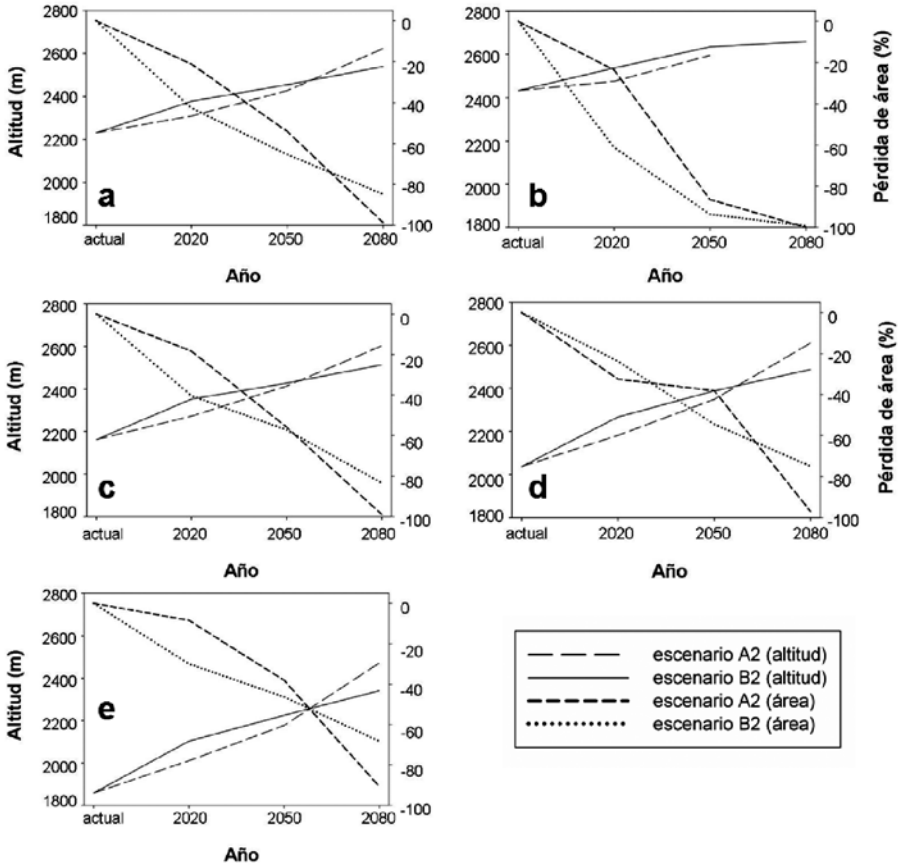 2800
2600
2400
2200
2000
1800
Altitud (m)
0
-20
-40
-60
-80
-100
a
actual 2020 2050 2080
Año
2800
2600
2400
2200
2000
1800
0
-20
-40
-60
-80
-100
Pérdida de área (%)
b
actual 2020 2050 2080
Año
2800
2600
2400
2200
2000
1800
Altitud (m)
0
-20
-40
-60
-80
-100
c
actual 2020 2050 2080
Año
2800
2600
2400
2200
2000
1800
0
-20
-40
-60
-80
-100
Pérdida de área (%)
d
actual 2020 2050 2080
Año
2800
2600
2400
2200
2000
1800
Altitud (m)
0
-20
-40
-60
-80
-100
e
actual 2020 2050 2080
Año
escenario A2 (altitud)
escenario B2 (altitud)
escenario A2 (área)
escenario B2 (área)